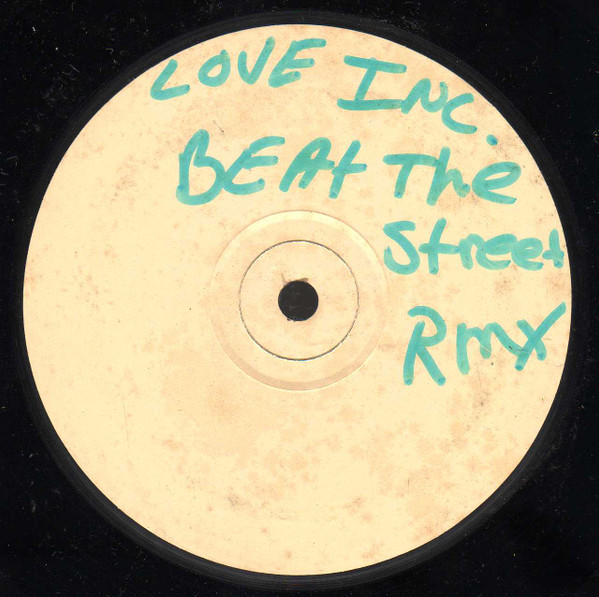 LOVE INC.
BEAt The
Street
Rmx